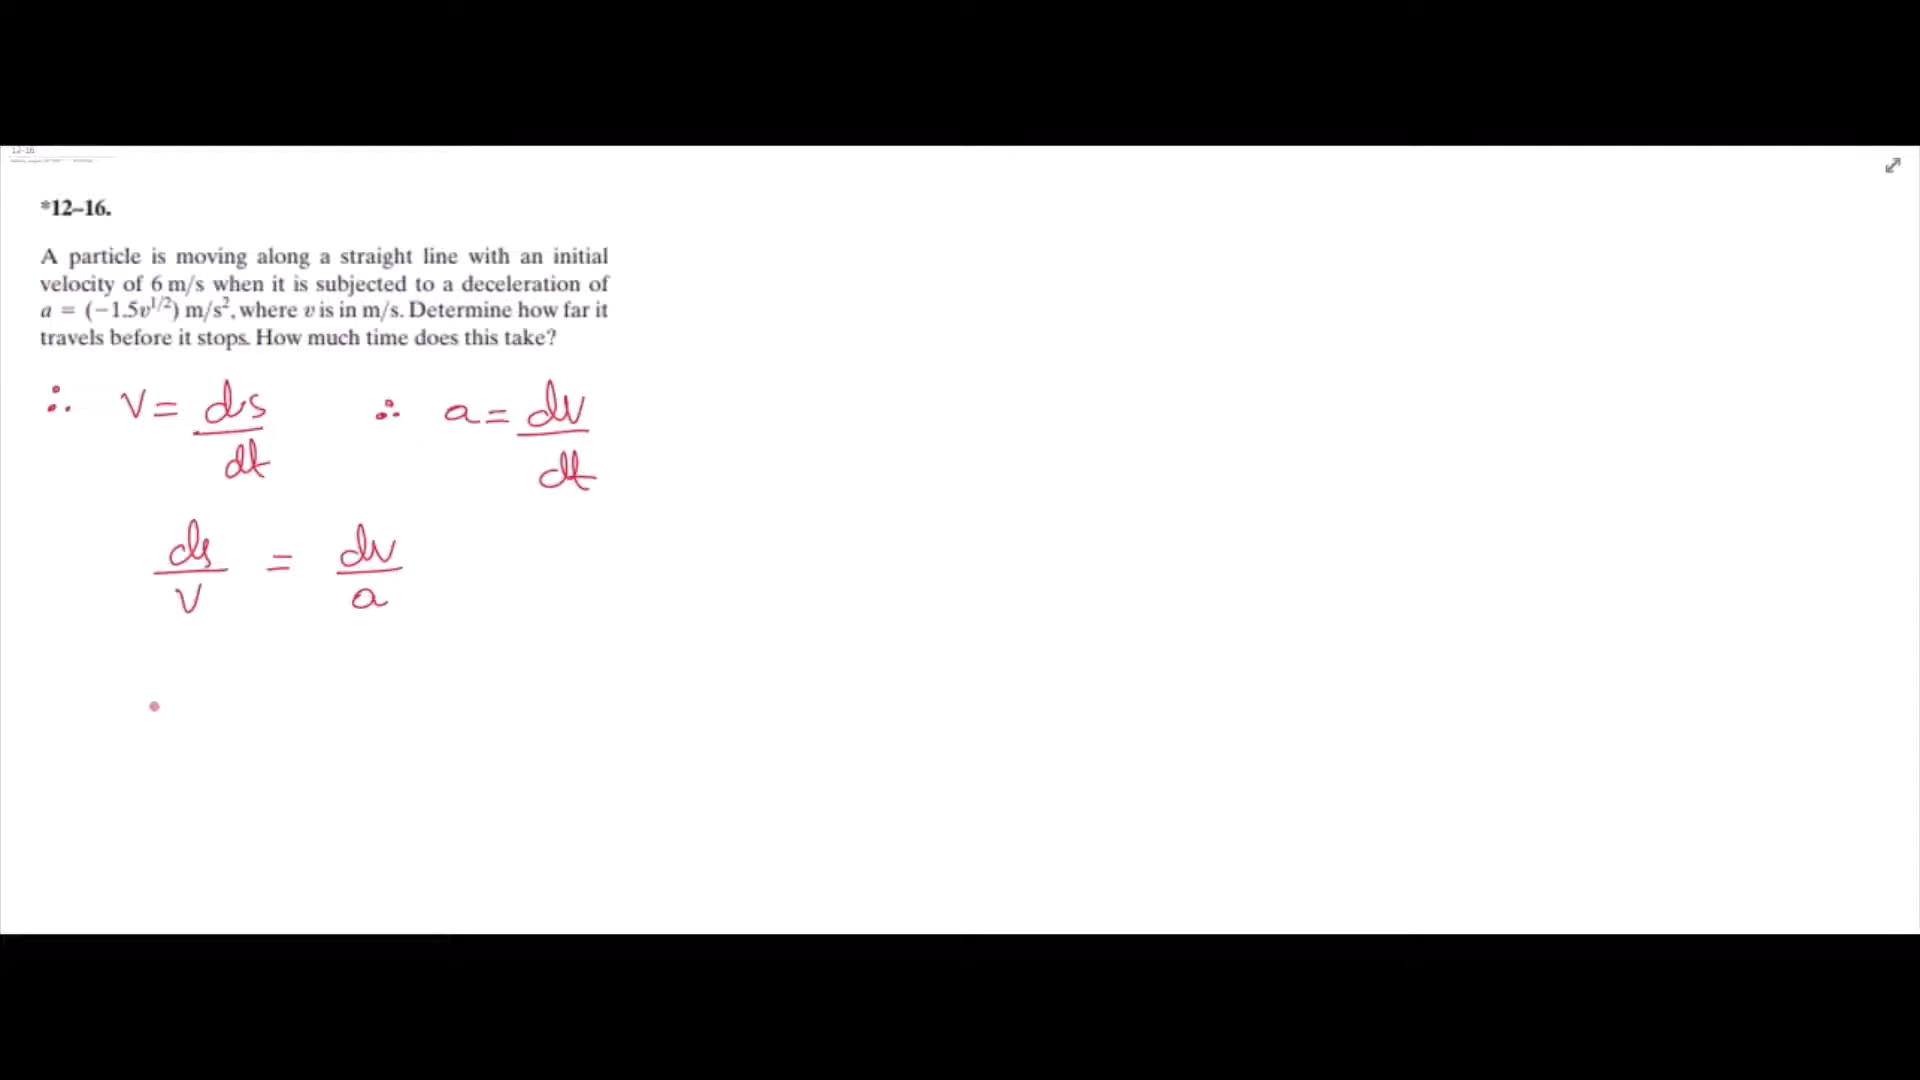 12-16
*12–16.
A particle is moving along a straight line with an initial
velocity of 6 m/s when it is subjected to a deceleration of
a = (−1.5v^{1/2}) m/s², where v is in m/s. Determine how far it
travels before it stops. How much time does this take?
∴ v = ds/dt ∴ a = dv/dt
ds/v = dv/a